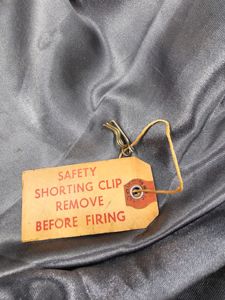 SAFETY
SHORTING CLIP
REMOVE
BEFORE FIRING